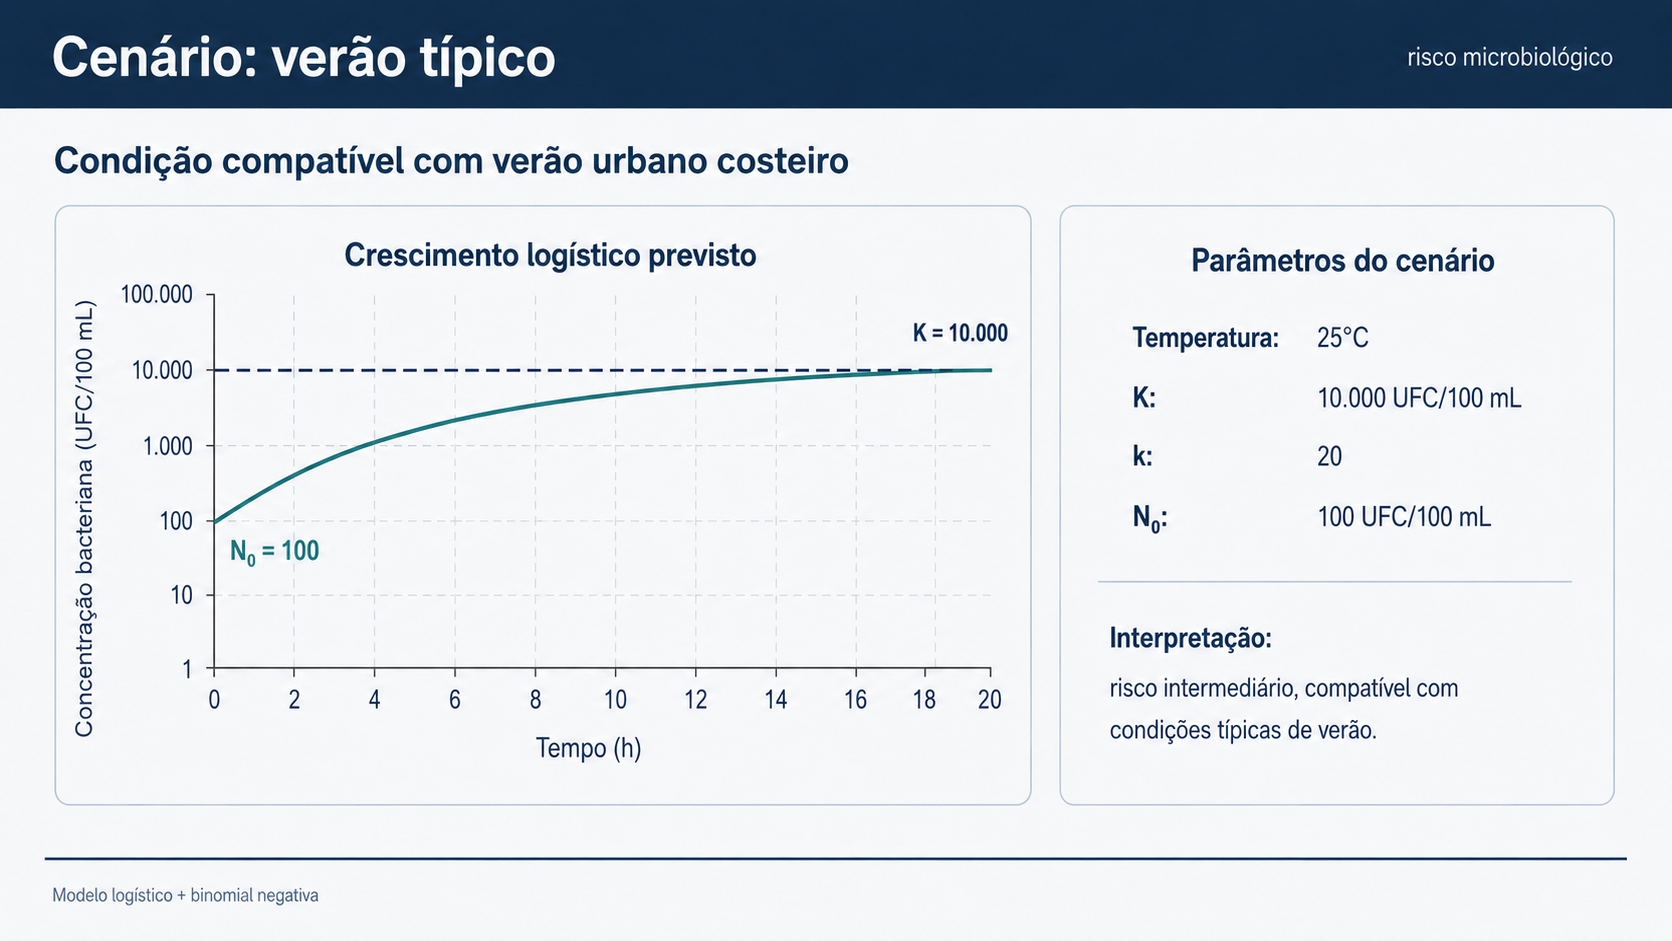 Cenário: verão típico
risco microbiológico
Condição compatível com verão urbano costeiro
Crescimento logístico previsto
Concentração bacteriana (UFC/100 mL)
100.000
10.000
1.000
100
10
1
K = 10.000
N₀ = 100
0 2 4 6 8 10 12 14 16 18 20
Tempo (h)
Parâmetros do cenário
Temperatura: 25°C
K: 10.000 UFC/100 mL
k: 20
N₀: 100 UFC/100 mL
Interpretação:
risco intermediário, compatível com
condições típicas de verão.
Modelo logístico + binomial negativa